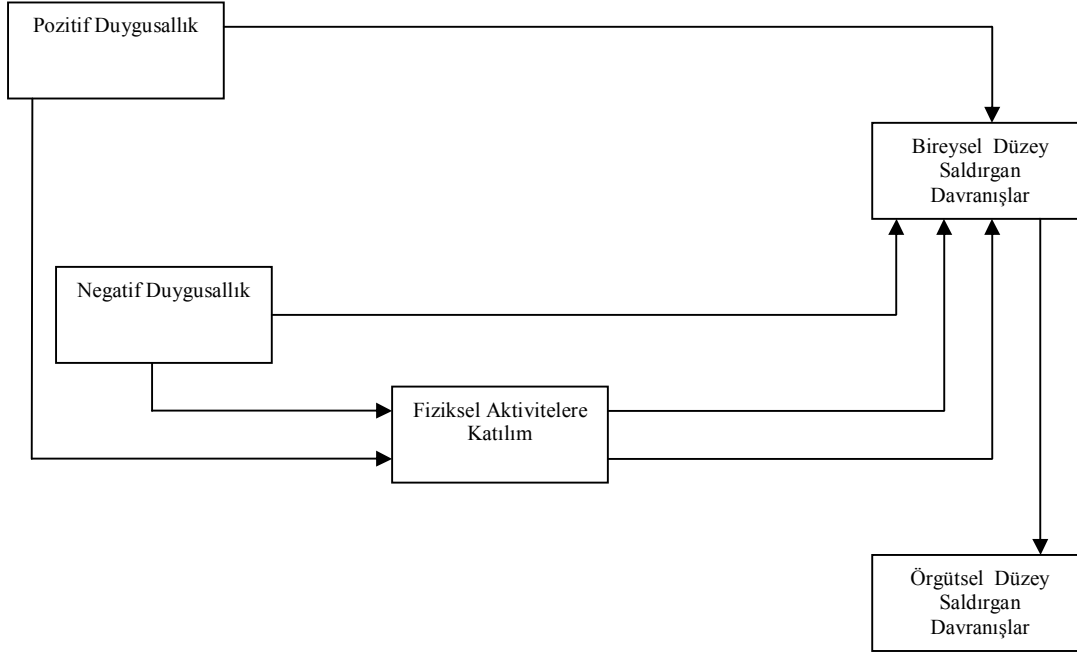 Pozitif Duygusallık
Bireysel Düzey
Saldırgan
Davranışlar
Negatif Duygusallık
Fiziksel Aktivitelere
Katılım
Örgütsel Düzey
Saldırgan
Davranışlar